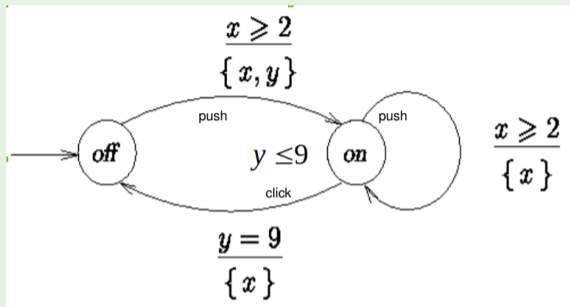 x ⩾ 2
{ x, y }
push
push
off
y ≤9
on
x ⩾ 2
{ x }
click
y = 9
{ x }